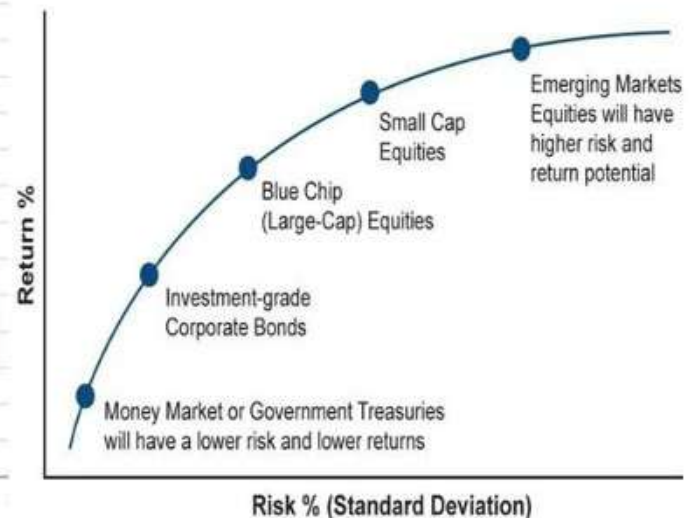 Return %
Emerging Markets
Equities will have
higher risk and
return potential
Small Cap
Equities
Blue Chip
(Large-Cap) Equities
Investment-grade
Corporate Bonds
Money Market or Government Treasuries
will have a lower risk and lower returns
Risk % (Standard Deviation)